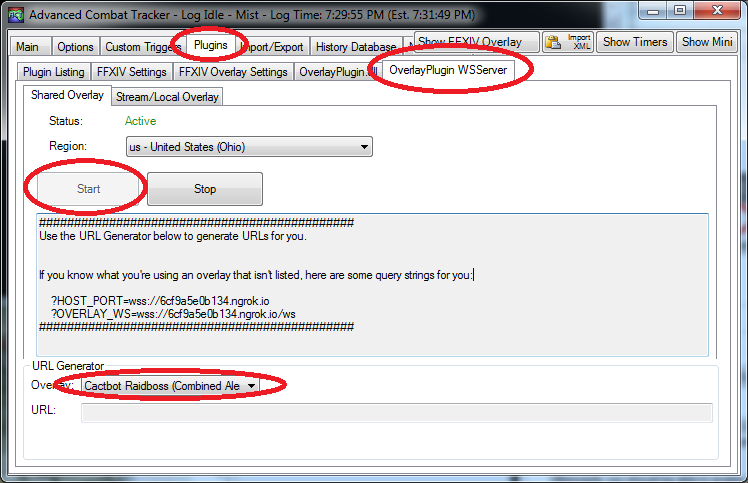 Advanced Combat Tracker - Log Idle - Mist - Log Time: 7:29:55 PM (Est. 7:31:49 PM)
Main Options Custom Triggers Plugins Import/Export History Database Show FFXIV Overlay Import XML Show Timers Show Mini
Plugin Listing FFXIV Settings FFXIV Overlay Settings OverlayPlugin.dll OverlayPlugin WSServer
Shared Overlay Stream/Local Overlay
Status: Active
Region: us - United States (Ohio)
Start Stop
#############################################
Use the URL Generator below to generate URLs for you.
If you know what you're using an overlay that isn't listed, here are some query strings for you:
?HOST_PORT=wss://6cf9a5e0b134.ngrok.io
?OVERLAY_WS=wss://6cf9a5e0b134.ngrok.io/ws
#############################################
URL Generator
Overlay: Cactbot Raidboss (Combined Ale
URL: